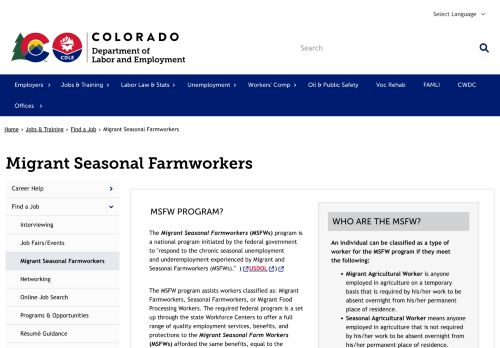 Select Language
COLORADO
Department of
Labor and Employment
CDLE
Search
Employers
Jobs & Training
Labor Law & Stats
Unemployment
Workers' Comp
Oil & Public Safety
Voc Rehab
FAMLI
CWDC
Offices
Home › Jobs & Training › Find a Job › Migrant Seasonal Farmworkers
Migrant Seasonal Farmworkers
Career Help
Find a Job
Interviewing
Job Fairs/Events
Migrant Seasonal Farmworkers
Networking
Online Job Search
Programs & Opportunities
Résumé Guidance
MSFW PROGRAM?
The Migrant Seasonal Farmworkers (MSFWs) program is
a national program initiated by the federal government
to "respond to the chronic seasonal unemployment
and underemployment experienced by Migrant and
Seasonal Farmworkers (MSFWs)." (USDOL)
The MSFW program assists workers classified as: Migrant
Farmworkers, Seasonal Farmworkers, or Migrant Food
Processing Workers. The required federal program is a set
up through the state Workforce Centers to offer a full
range of quality employment services, benefits, and
protections to the Migrant Seasonal Farm Workers
(MSFWs) afforded the same benefits, equal to the
WHO ARE THE MSFW?
An individual can be classified as a type of
worker for the MSFW program if they meet
the following:
• Migrant Agricultural Worker is anyone
employed in agriculture on a temporary
basis that is required by his/her work to be
absent overnight from his/her permanent
place of residence.
• Seasonal Agricultural Worker means anyone
employed in agriculture that is not required
by his/her work to be absent overnight
from his/her permanent place of residence.